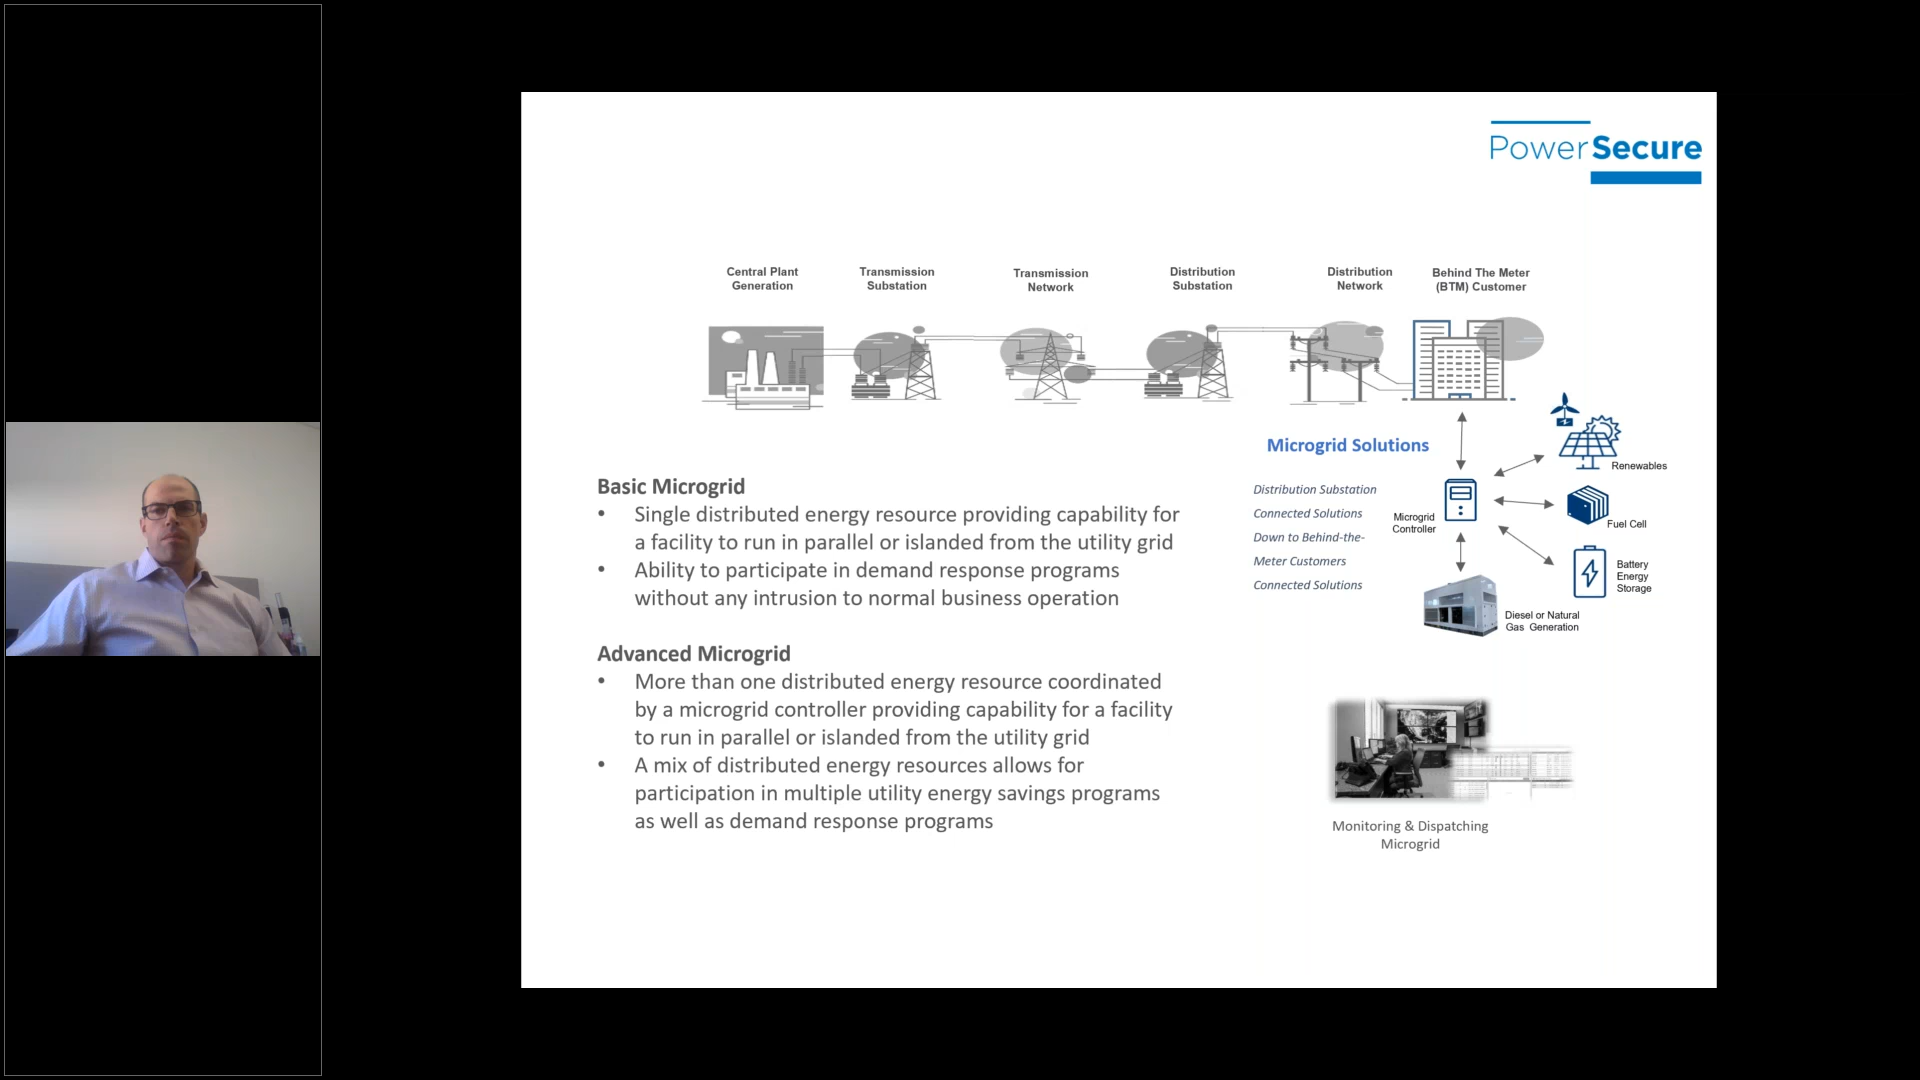 PowerSecure
Central Plant
Generation
Transmission
Substation
Transmission
Network
Distribution
Substation
Distribution
Network
Behind The Meter
(BTM) Customer
Basic Microgrid
• Single distributed energy resource providing capability for
a facility to run in parallel or islanded from the utility grid
• Ability to participate in demand response programs
without any intrusion to normal business operation
Advanced Microgrid
• More than one distributed energy resource coordinated
by a microgrid controller providing capability for a facility
to run in parallel or islanded from the utility grid
• A mix of distributed energy resources allows for
participation in multiple utility energy savings programs
as well as demand response programs
Microgrid Solutions
Distribution Substation
Connected Solutions
Down to Behind-the-
Meter Customers
Connected Solutions
Microgrid
Controller
Renewables
Fuel Cell
Battery
Energy
Storage
Diesel or Natural
Gas Generation
Monitoring & Dispatching
Microgrid